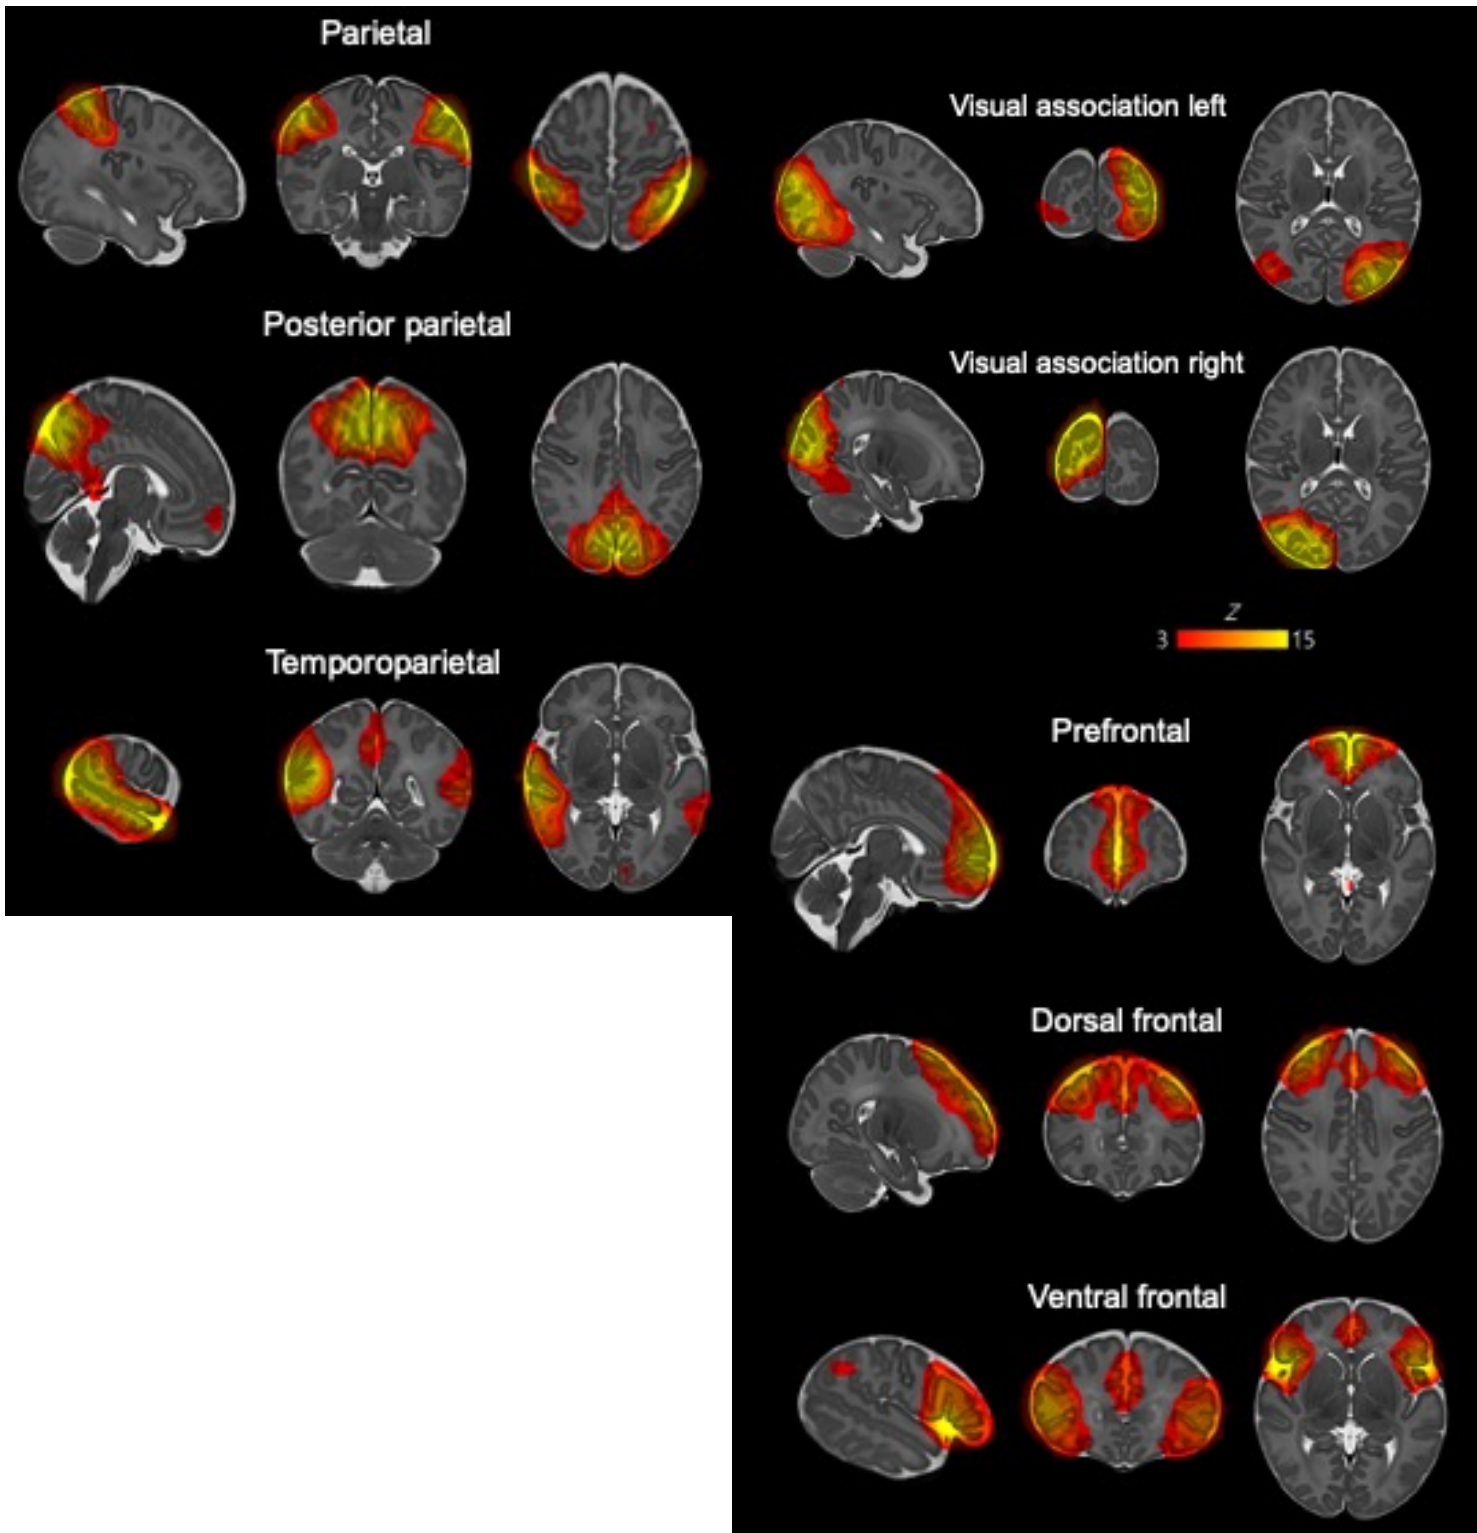 Parietal
Posterior parietal
Temporoparietal
Visual association left
Visual association right
Z
3 15
Prefrontal
Dorsal frontal
Ventral frontal